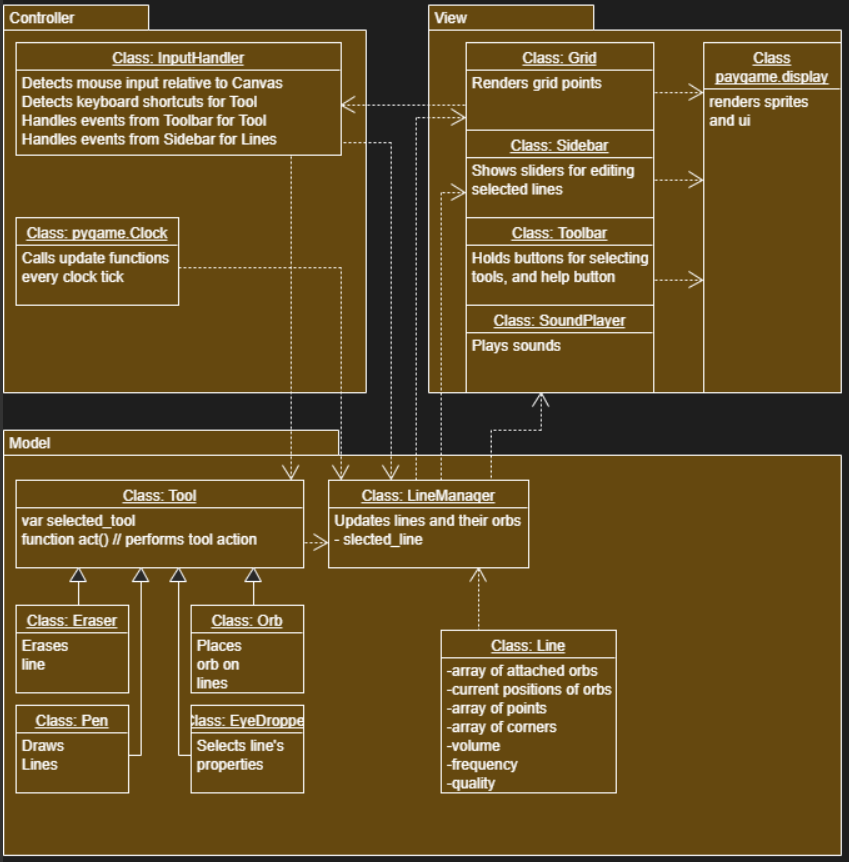 Controller
Class: InputHandler
Detects mouse input relative to Canvas
Detects keyboard shortcuts for Tool
Handles events from Toolbar for Tool
Handles events from Sidebar for Lines
Class: pygame.Clock
Calls update functions
every clock tick
View
Class: Grid
Renders grid points
Class: Sidebar
Shows sliders for editing
selected lines
Class: Toolbar
Holds buttons for selecting
tools, and help button
Class: SoundPlayer
Plays sounds
Class
paygame.display
renders sprites
and ui
Model
Class: Tool
var selected_tool
function act() // performs tool action
Class: LineManager
Updates lines and their orbs
- slected_line
Class: Eraser
Erases
line
Class: Orb
Places
orb on
lines
Class: Pen
Draws
Lines
Class: EyeDroppe
Selects line's
properties
Class: Line
-array of attached orbs
-current positions of orbs
-array of points
-array of corners
-volume
-frequency
-quality